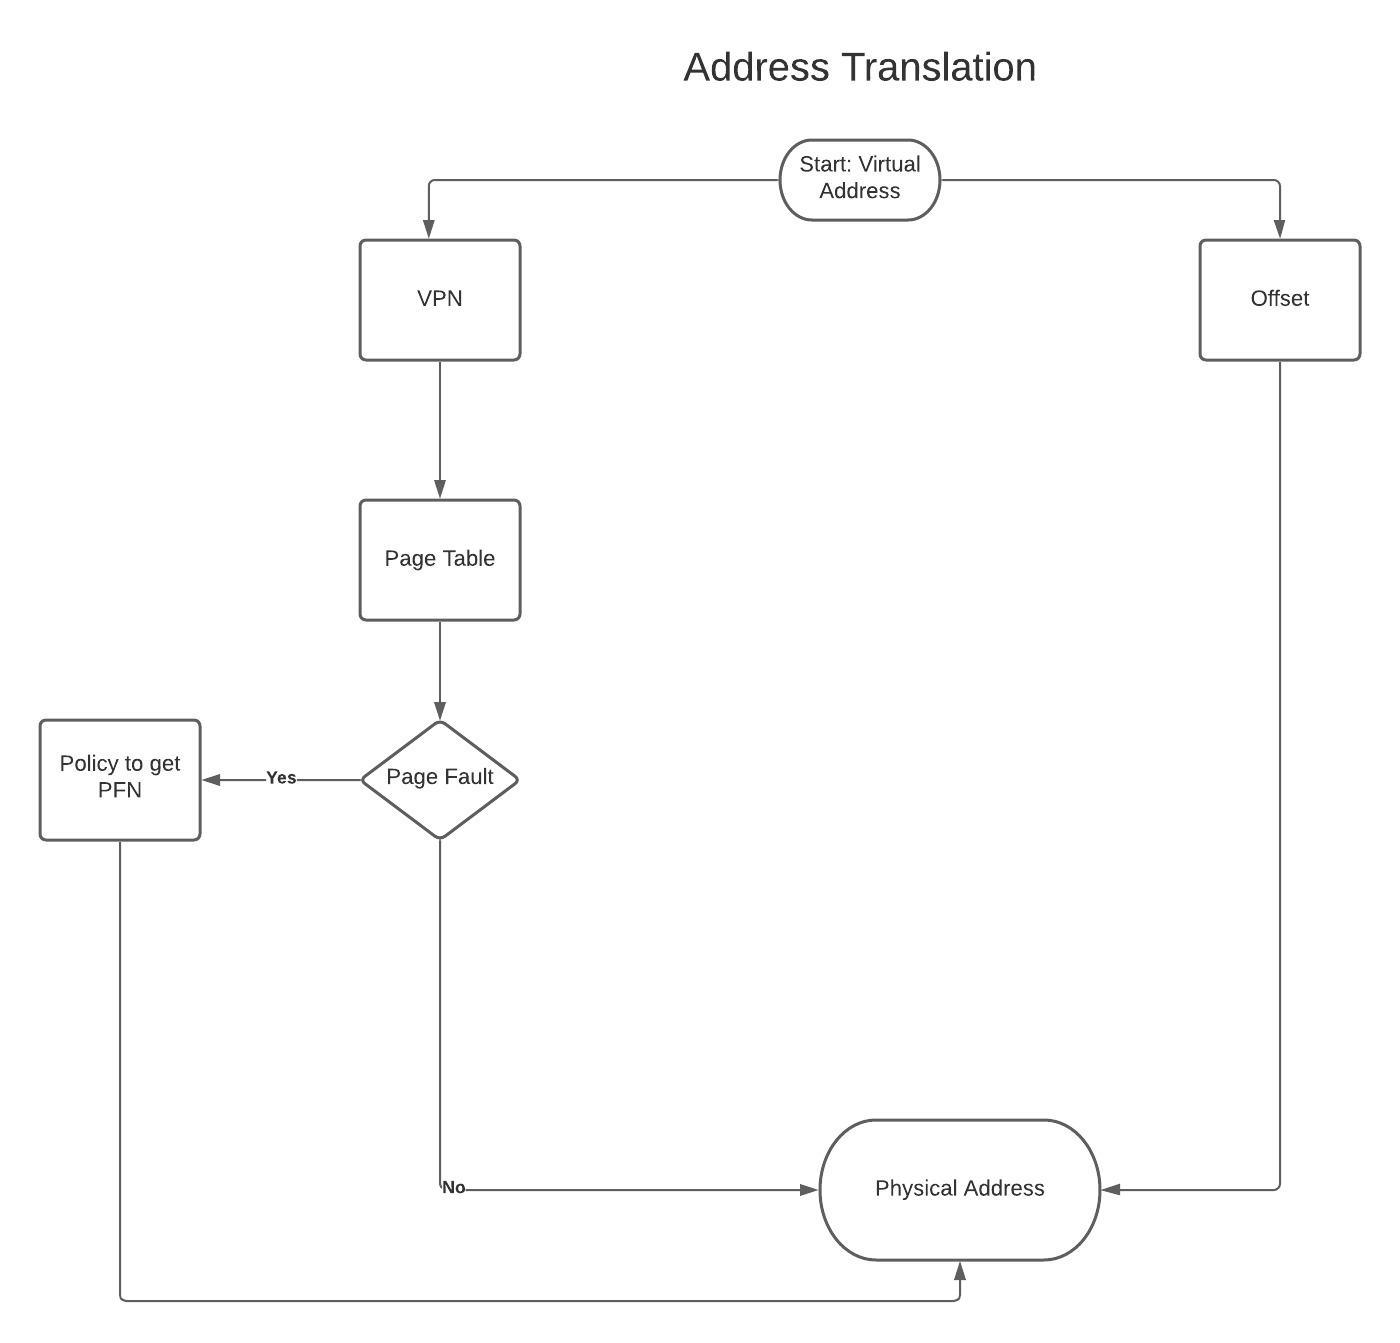 Address Translation
Start: Virtual
Address
VPN
Offset
Page Table
Policy to get
PFN
Yes
Page Fault
No
Physical Address